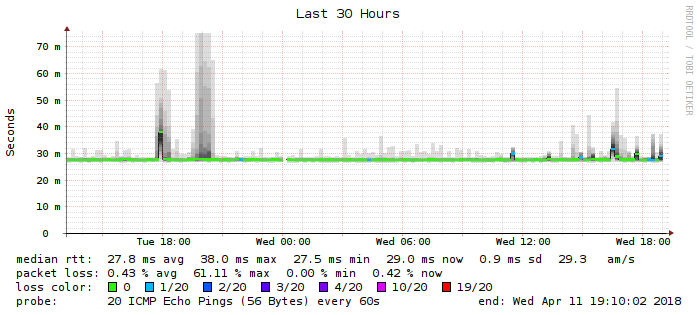 Last 30 Hours
RRDTOOL / TOBI OETIKER
Seconds
70 m
60 m
50 m
40 m
30 m
20 m
10 m
0
Tue 18:00 Wed 00:00 Wed 06:00 Wed 12:00 Wed 18:00
median rtt: 27.8 ms avg 38.0 ms max 27.5 ms min 29.0 ms now 0.9 ms sd 29.3 am/s
packet loss: 0.43 % avg 61.11 % max 0.00 % min 0.42 % now
loss color: 0 1/20 2/20 3/20 4/20 10/20 19/20
probe: 20 ICMP Echo Pings (56 Bytes) every 60s end: Wed Apr 11 19:10:02 2018